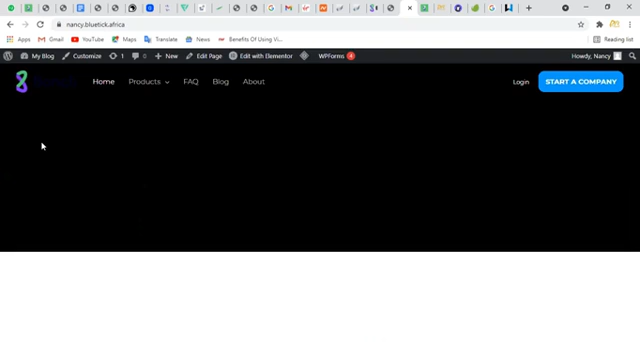 nancy.bluetick.africa
Apps Gmail YouTube Maps Translate News Benefits Of Using Vi... Reading list
My Blog Customize 1 0 New Edit Page Edit with Elementor WPForms 4 Howdy, Nancy
Home Products FAQ Blog About Login START A COMPANY